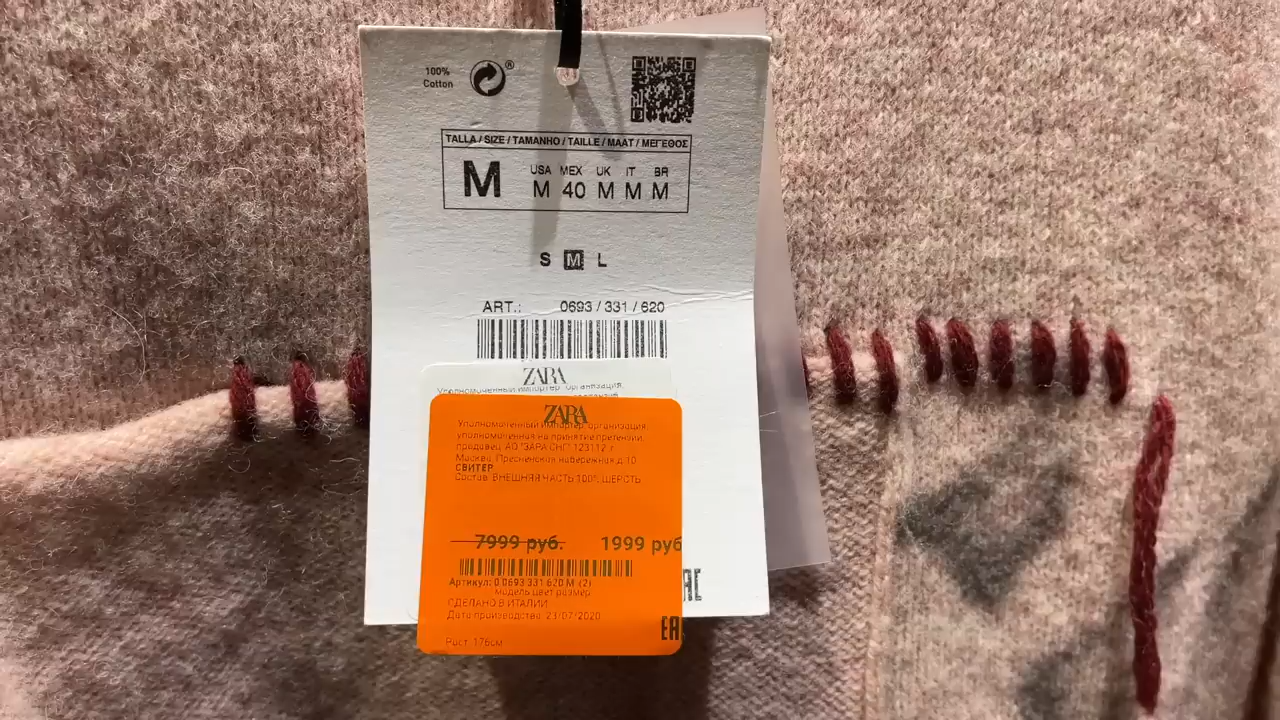 100%
Cotton
®
TALLA / SIZE / TAMANHO / TAILLE / MAAT / ΜΕΓΕΘΟΣ
M
USA MEX UK IT BR
M 40 M M M
S M L
ART.: 0693 / 331 / 620
ZARA
Уполномоченный импортер, организация,
ZARA
Уполномоченный импортер, организация,
уполномоченная на принятие претензии,
продавец АО "ЗАРА СНГ" 123112, г.
Москва, Пресненская набережная д.10
СВИТЕР
Состав: ВНЕШНЯЯ ЧАСТЬ 100% ШЕРСТЬ
7999 руб. 1999 руб
Артикул: 0 0693 331 620 M (2)
модель цвет размер
СДЕЛАНО В ИТАЛИИ
Дата производства: 23/07/2020
Рост: 176см